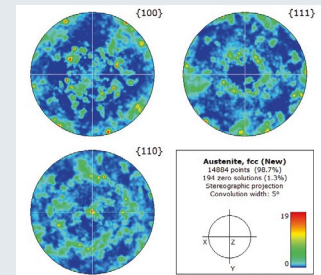 {100}
{111}
{110}
Austenite, fcc (New)
14884 points (98.7%)
194 zero solutions (1.3%)
Stereographic projection
Convolution width: 5°
19
X
Z
Y
0